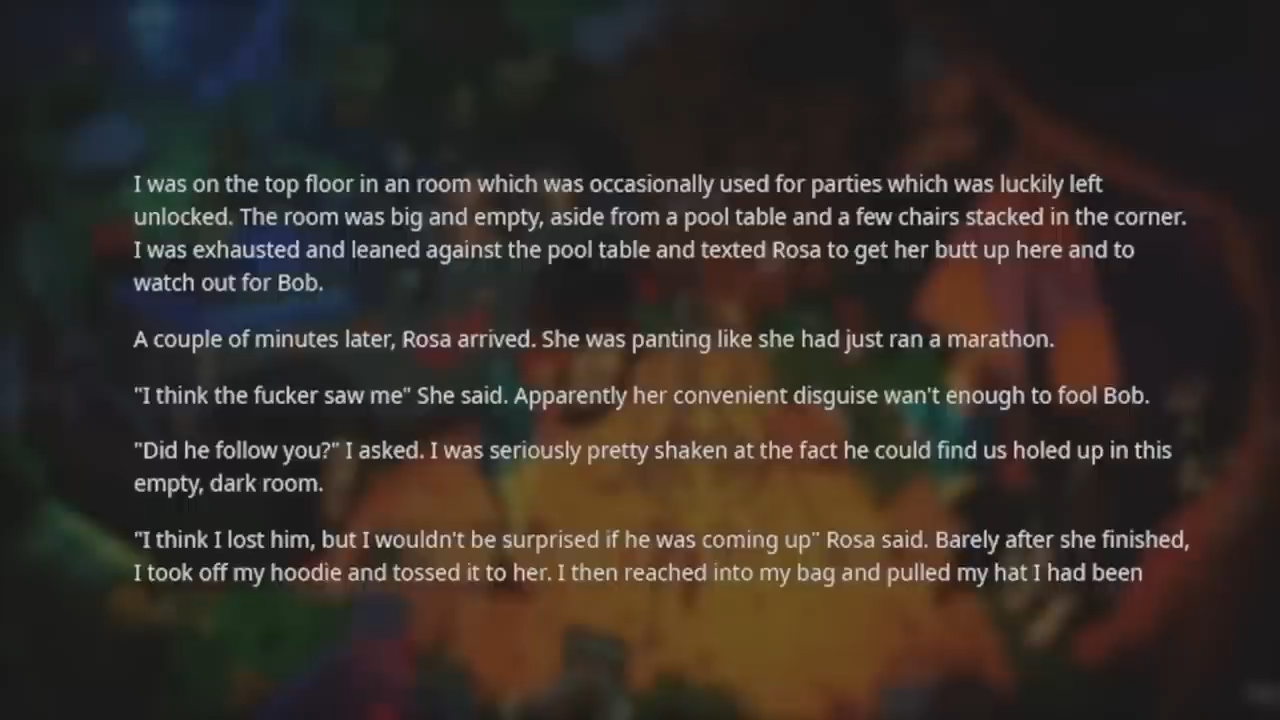 I was on the top floor in an room which was occasionally used for parties which was luckily left
unlocked. The room was big and empty, aside from a pool table and a few chairs stacked in the corner.
I was exhausted and leaned against the pool table and texted Rosa to get her butt up here and to
watch out for Bob.
A couple of minutes later, Rosa arrived. She was panting like she had just ran a marathon.
"I think the fucker saw me" She said. Apparently her convenient disguise wan't enough to fool Bob.
"Did he follow you?" I asked. I was seriously pretty shaken at the fact he could find us holed up in this
empty, dark room.
"I think I lost him, but I wouldn't be surprised if he was coming up" Rosa said. Barely after she finished,
I took off my hoodie and tossed it to her. I then reached into my bag and pulled my hat I had been